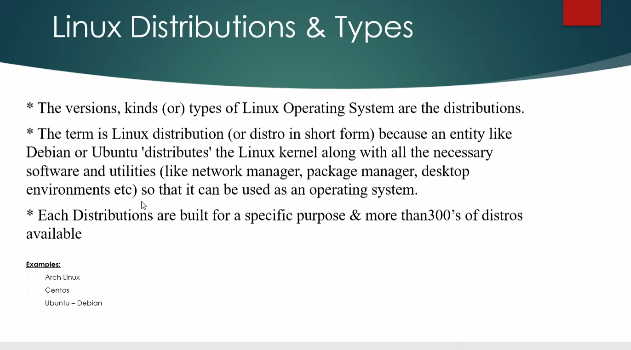 Linux Distributions & Types
* The versions, kinds (or) types of Linux Operating System are the distributions.
* The term is Linux distribution (or distro in short form) because an entity like
Debian or Ubuntu 'distributes' the Linux kernel along with all the necessary
software and utilities (like network manager, package manager, desktop
environments etc) so that it can be used as an operating system.
* Each Distributions are built for a specific purpose & more than300's of distros
available
Examples:
Arch Linux
Centos
Ubuntu – Debian